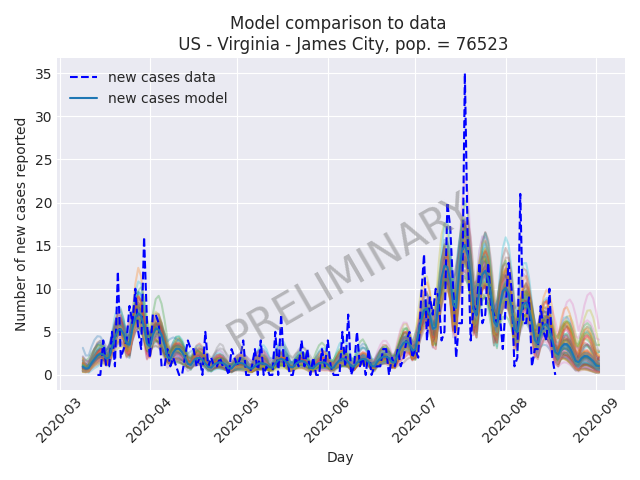 Model comparison to data
US - Virginia - James City, pop. = 76523
new cases data
new cases model
PRELIMINARY
Number of new cases reported
35
30
25
20
15
10
5
0
2020-03
2020-04
2020-05
2020-06
2020-07
2020-08
2020-09
Day